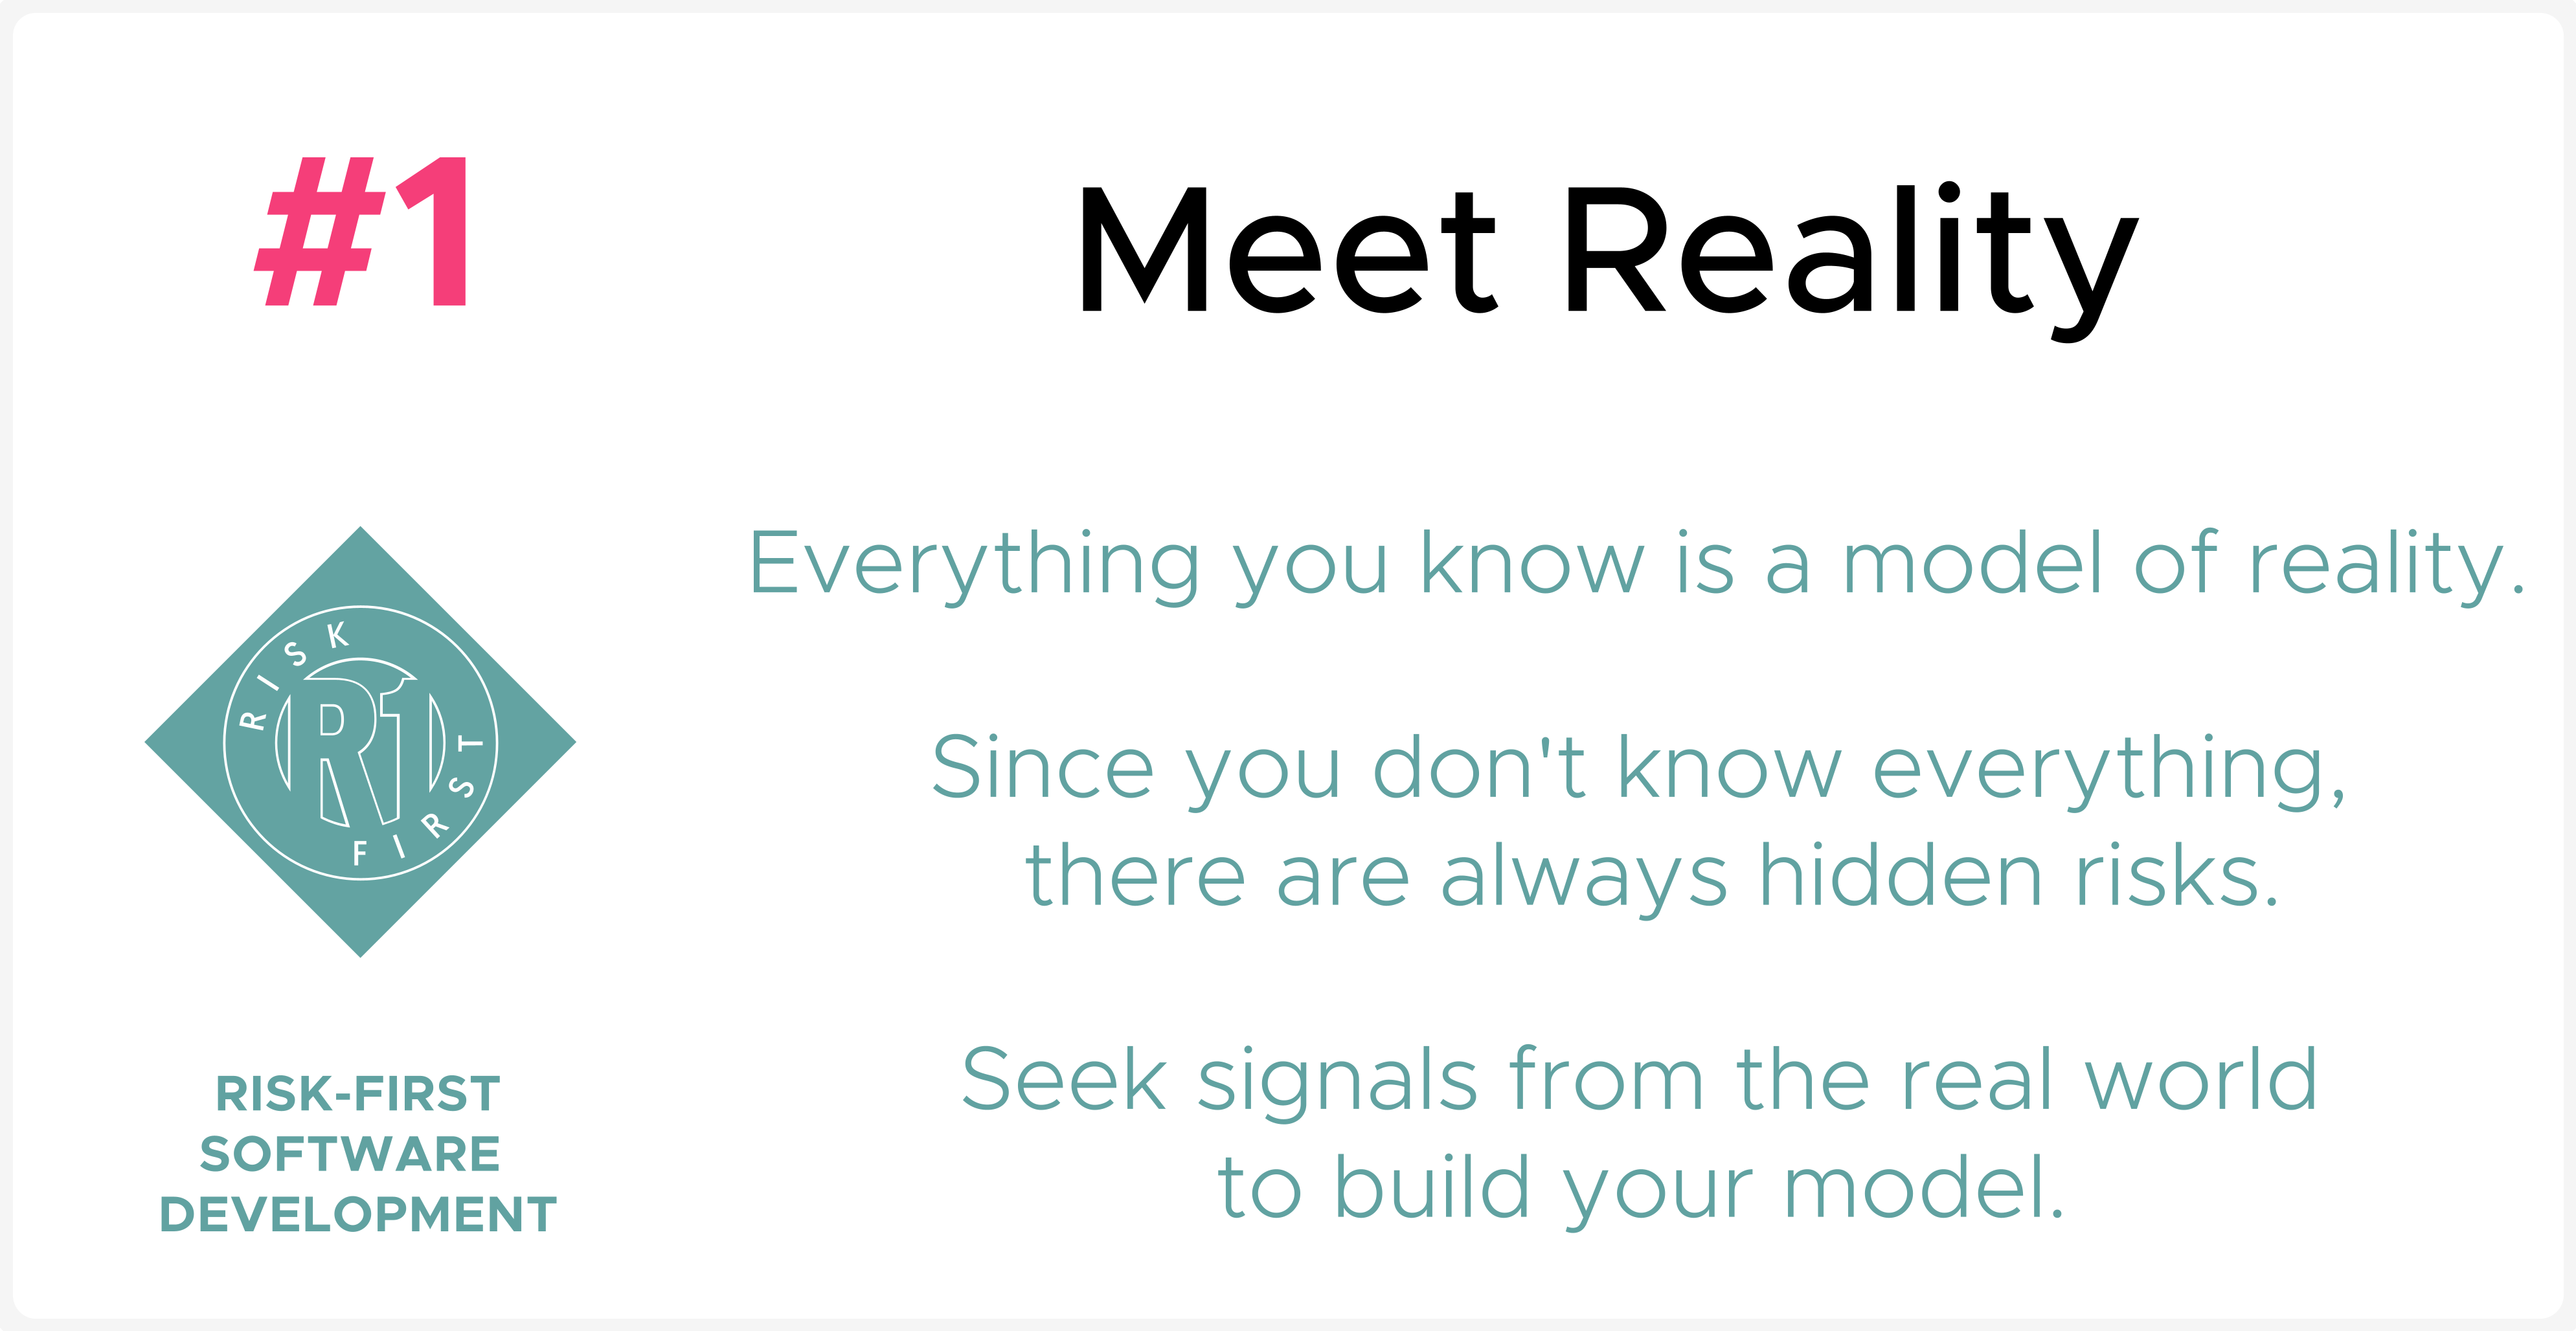 #1
Meet Reality
Everything you know is a model of reality.
Since you don't know everything,
there are always hidden risks.
Seek signals from the real world
to build your model.
RISK
R1
FIRST
RISK-FIRST
SOFTWARE
DEVELOPMENT